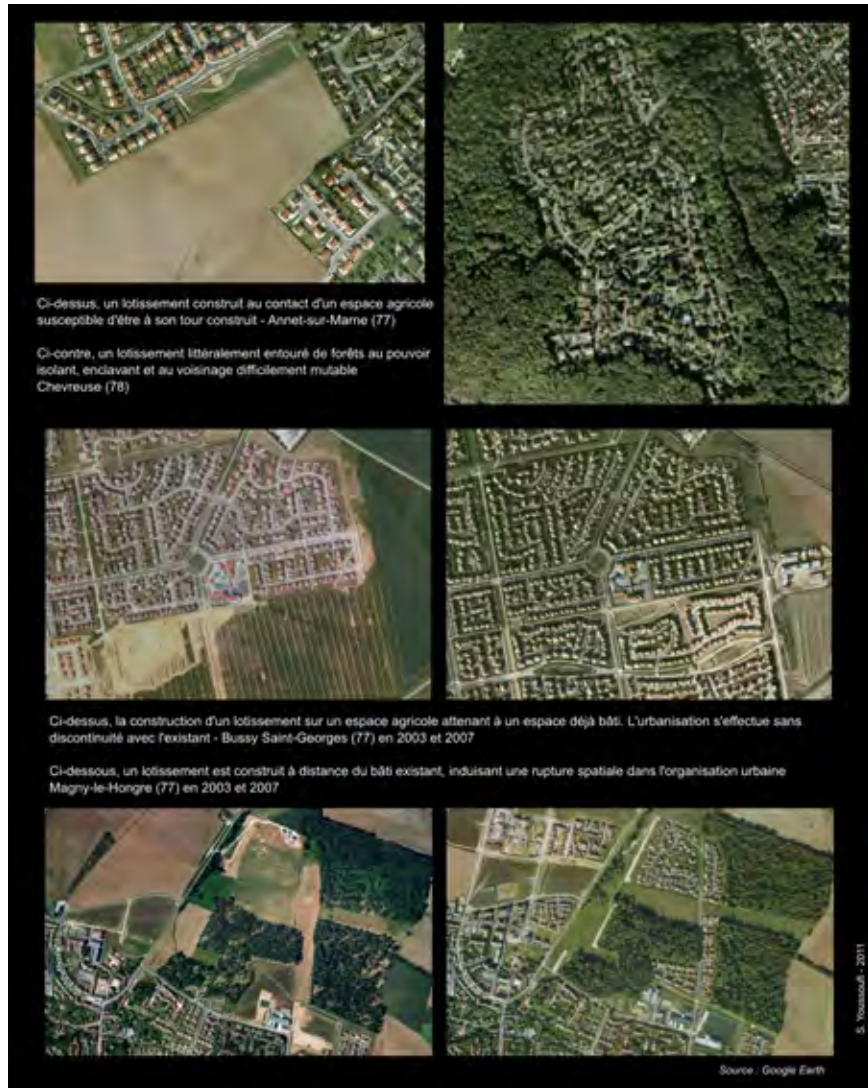 Ci-dessus, un lotissement construit au contact d'un espace agricole
susceptible d'être à son tour construit - Annet-sur-Marne (77)
Ci-contre, un lotissement littéralement entouré de forêts au pouvoir
isolant, enclavant et au voisinage difficilement mutable
Chevreuse (78)
Ci-dessus, la construction d'un lotissement sur un espace agricole attenant à un espace déjà bâti. L'urbanisation s'effectue sans
discontinuité avec l'existant - Bussy Saint-Georges (77) en 2003 et 2007
Ci-dessous, un lotissement est construit à distance du bâti existant, induisant une rupture spatiale dans l'organisation urbaine
Magny-le-Hongre (77) en 2003 et 2007
S. Youssoufi - 2011
Source : Google Earth